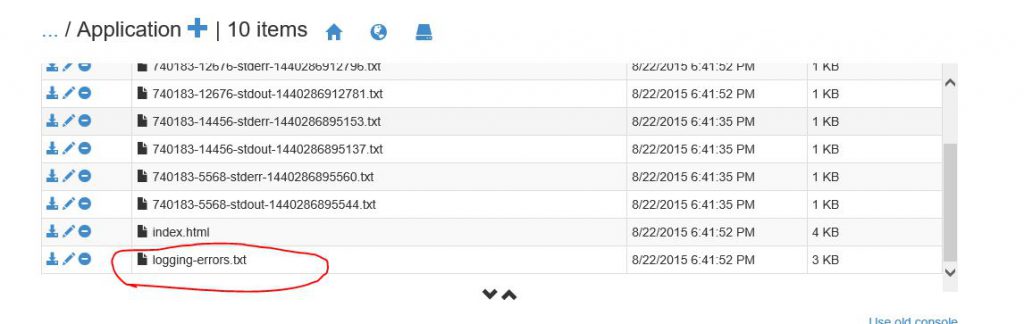 ... / Application + | 10 items
740183-12676-stderr-1440286912796.txt 8/22/2015 6:41:52 PM 1 KB
740183-12676-stdout-1440286912781.txt 8/22/2015 6:41:52 PM 1 KB
740183-14456-stderr-1440286895153.txt 8/22/2015 6:41:35 PM 1 KB
740183-14456-stdout-1440286895137.txt 8/22/2015 6:41:35 PM 1 KB
740183-5568-stderr-1440286895560.txt 8/22/2015 6:41:35 PM 1 KB
740183-5568-stdout-1440286895544.txt 8/22/2015 6:41:35 PM 1 KB
index.html 8/22/2015 6:41:52 PM 4 KB
logging-errors.txt 8/22/2015 6:41:52 PM 3 KB
Use old console